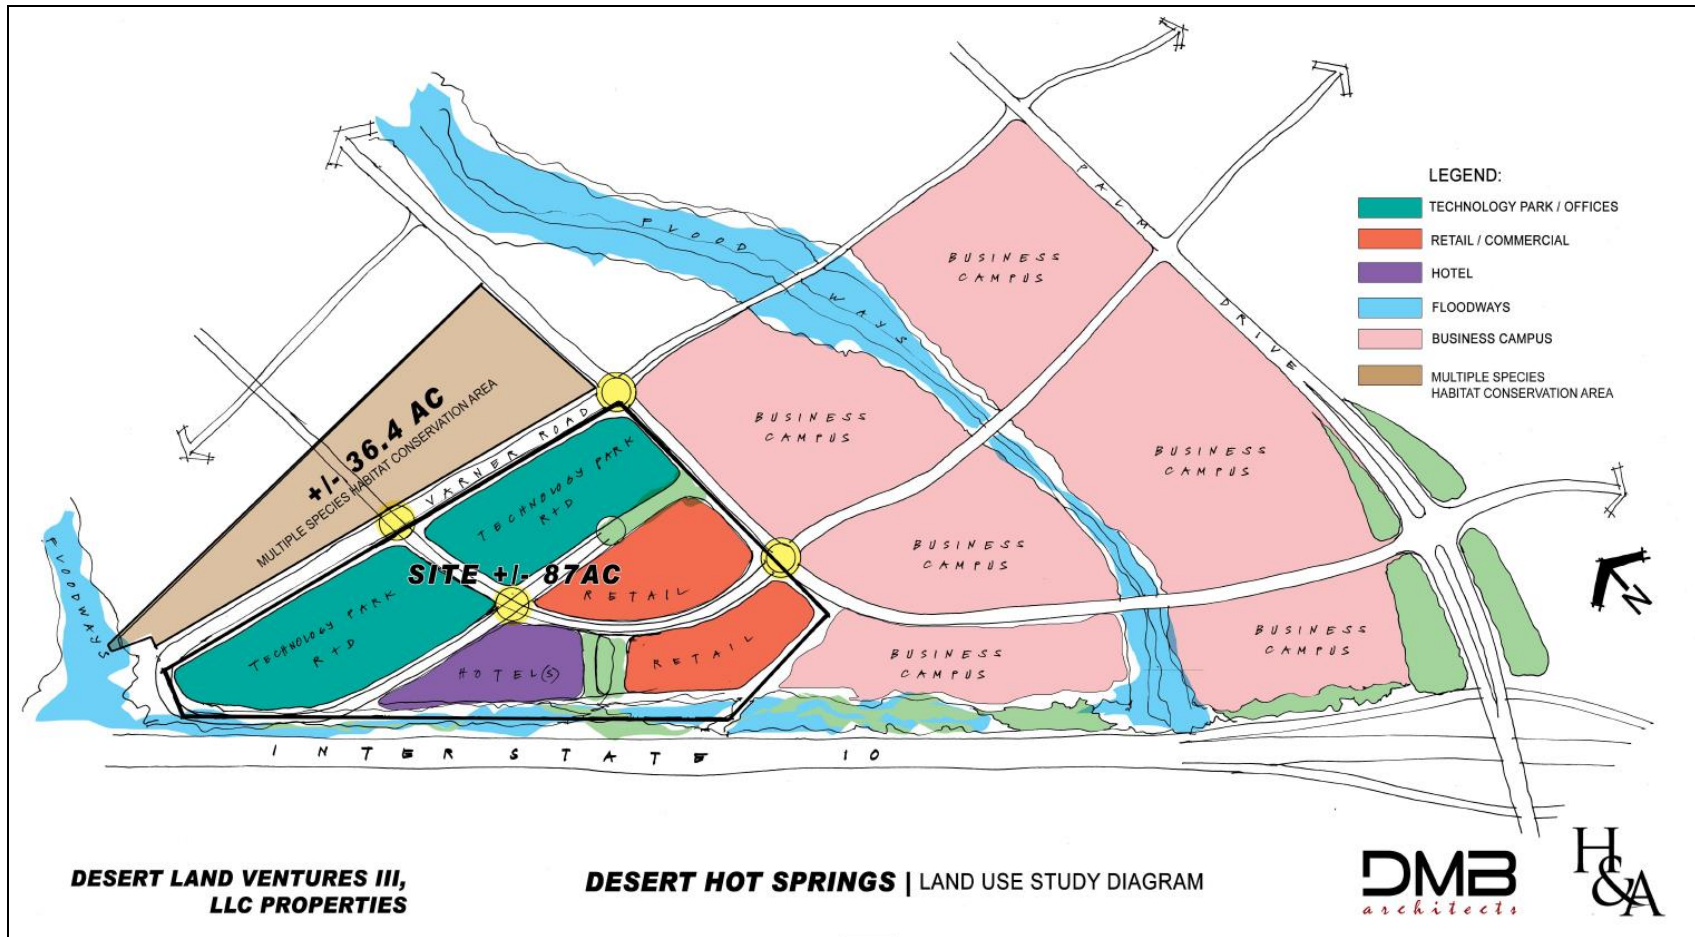 FLOOD WAYS
PALM DRIVE
BUSINESS
CAMPUS
LEGEND:
TECHNOLOGY PARK / OFFICES
RETAIL / COMMERCIAL
HOTEL
FLOODWAYS
BUSINESS CAMPUS
MULTIPLE SPECIES
HABITAT CONSERVATION AREA
+/- 36.4 AC
MULTIPLE SPECIES HABITAT CONSERVATION AREA
VARNER ROAD
BUSINESS
CAMPUS
BUSINESS
CAMPUS
TECHNOLOGY PARK
R+D
FLOODWAYS
SITE +/- 87AC
BUSINESS
CAMPUS
RETAIL
TECHNOLOGY PARK
R+D
HOTEL(S)
RETAIL
BUSINESS
CAMPUS
BUSINESS
CAMPUS
N
INTERSTATE 10
DESERT LAND VENTURES III,
LLC PROPERTIES
DESERT HOT SPRINGS | LAND USE STUDY DIAGRAM
DMB
architects
H&A